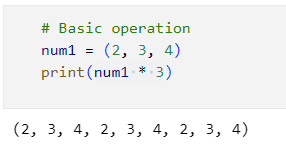 # Basic operation
num1 = (2, 3, 4)
print(num1 * 3)
(2, 3, 4, 2, 3, 4, 2, 3, 4)